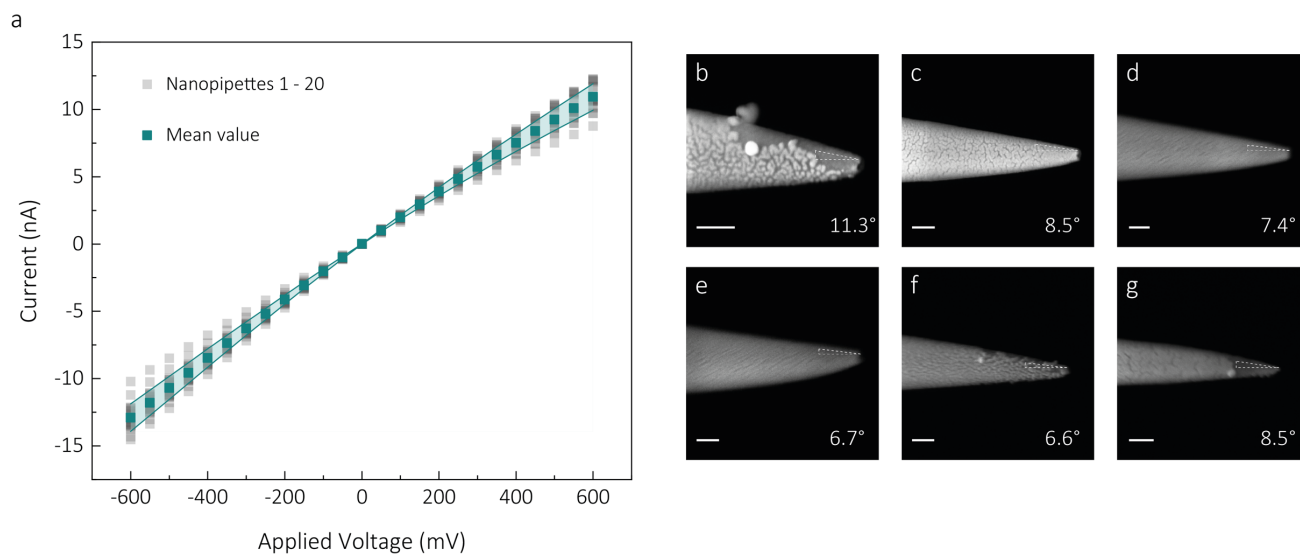 a
15
10
5
0
-5
-10
-15
-600 -400 -200 0 200 400 600
Current (nA)
Applied Voltage (mV)
Nanopipettes 1 - 20
Mean value
b
11.3°
c
8.5°
d
7.4°
e
6.7°
f
6.6°
g
8.5°